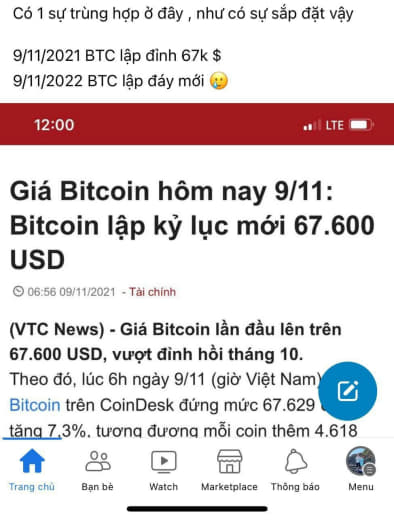 Có 1 sự trùng hợp ở đây , như có sự sắp đặt vậy
9/11/2021 BTC lập đỉnh 67k $
9/11/2022 BTC lập đáy mới 🥲
12:00
LTE
Giá Bitcoin hôm nay 9/11:
Bitcoin lập kỷ lục mới 67.600
USD
06:56 09/11/2021 - Tài chính
(VTC News) - Giá Bitcoin lần đầu lên trên
67.600 USD, vượt đỉnh hồi tháng 10.
Theo đó, lúc 6h ngày 9/11 (giờ Việt Nam)
Bitcoin trên CoinDesk đứng mức 67.629
tăng 7,3%, tương đương mỗi coin thêm 4.618
Trang chủ Bạn bè Watch Marketplace Thông báo Menu